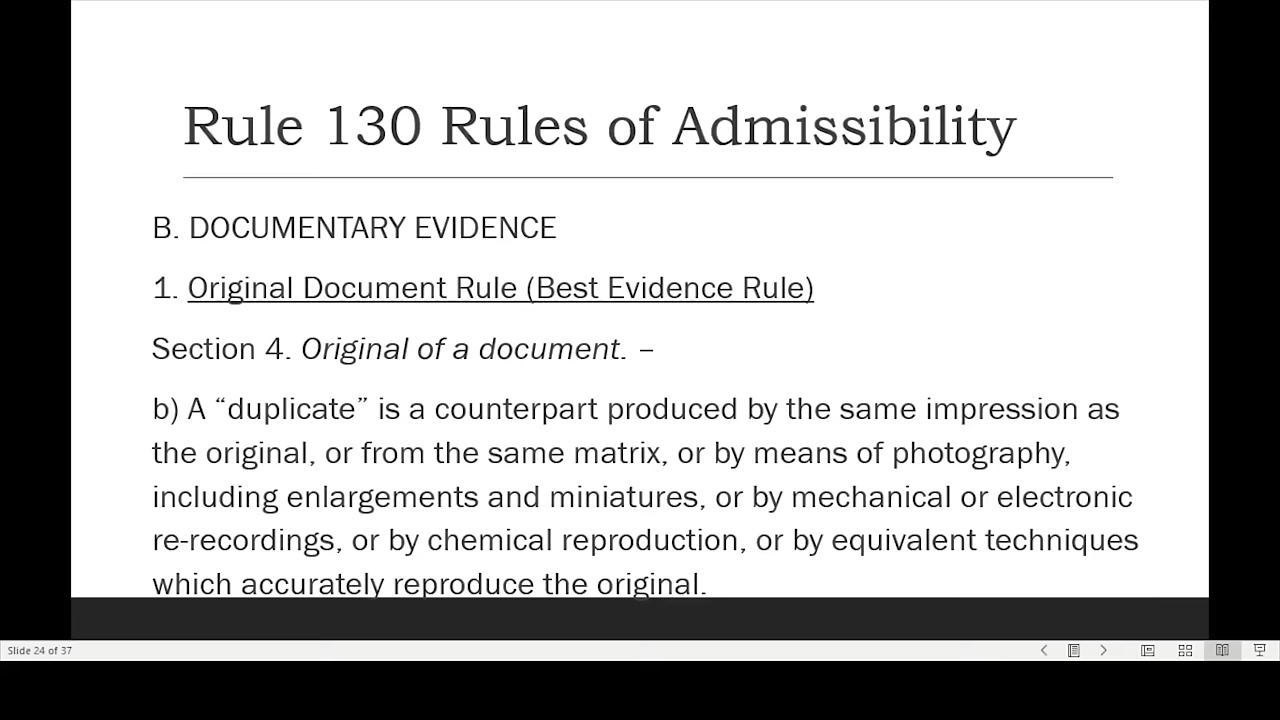 Rule 130 Rules of Admissibility
B. DOCUMENTARY EVIDENCE
1. Original Document Rule (Best Evidence Rule)
Section 4. Original of a document. –
b) A “duplicate” is a counterpart produced by the same impression as
the original, or from the same matrix, or by means of photography,
including enlargements and miniatures, or by mechanical or electronic
re-recordings, or by chemical reproduction, or by equivalent techniques
which accurately reproduce the original.
Slide 24 of 37